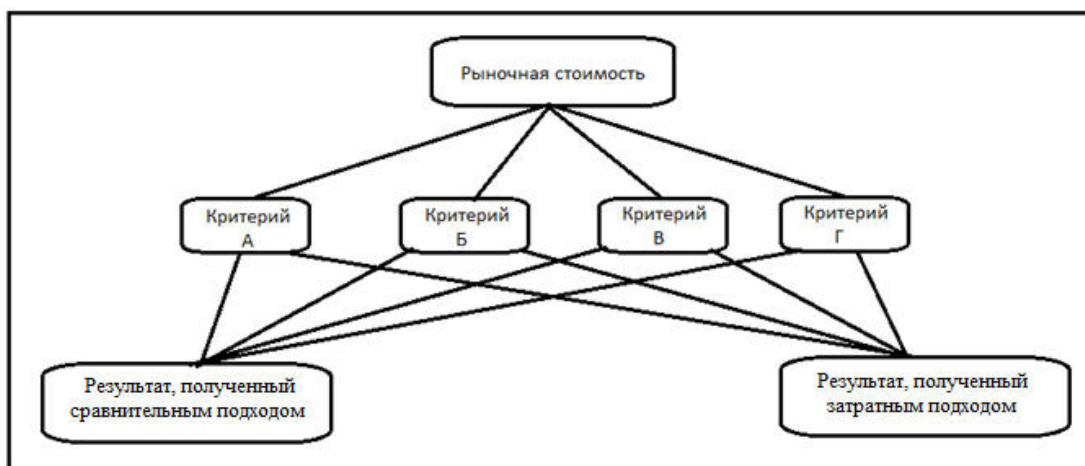 Рыночная стоимость
Критерий
А
Критерий
Б
Критерий
В
Критерий
Г
Результат, полученный
сравнительным подходом
Результат, полученный
затратным подходом